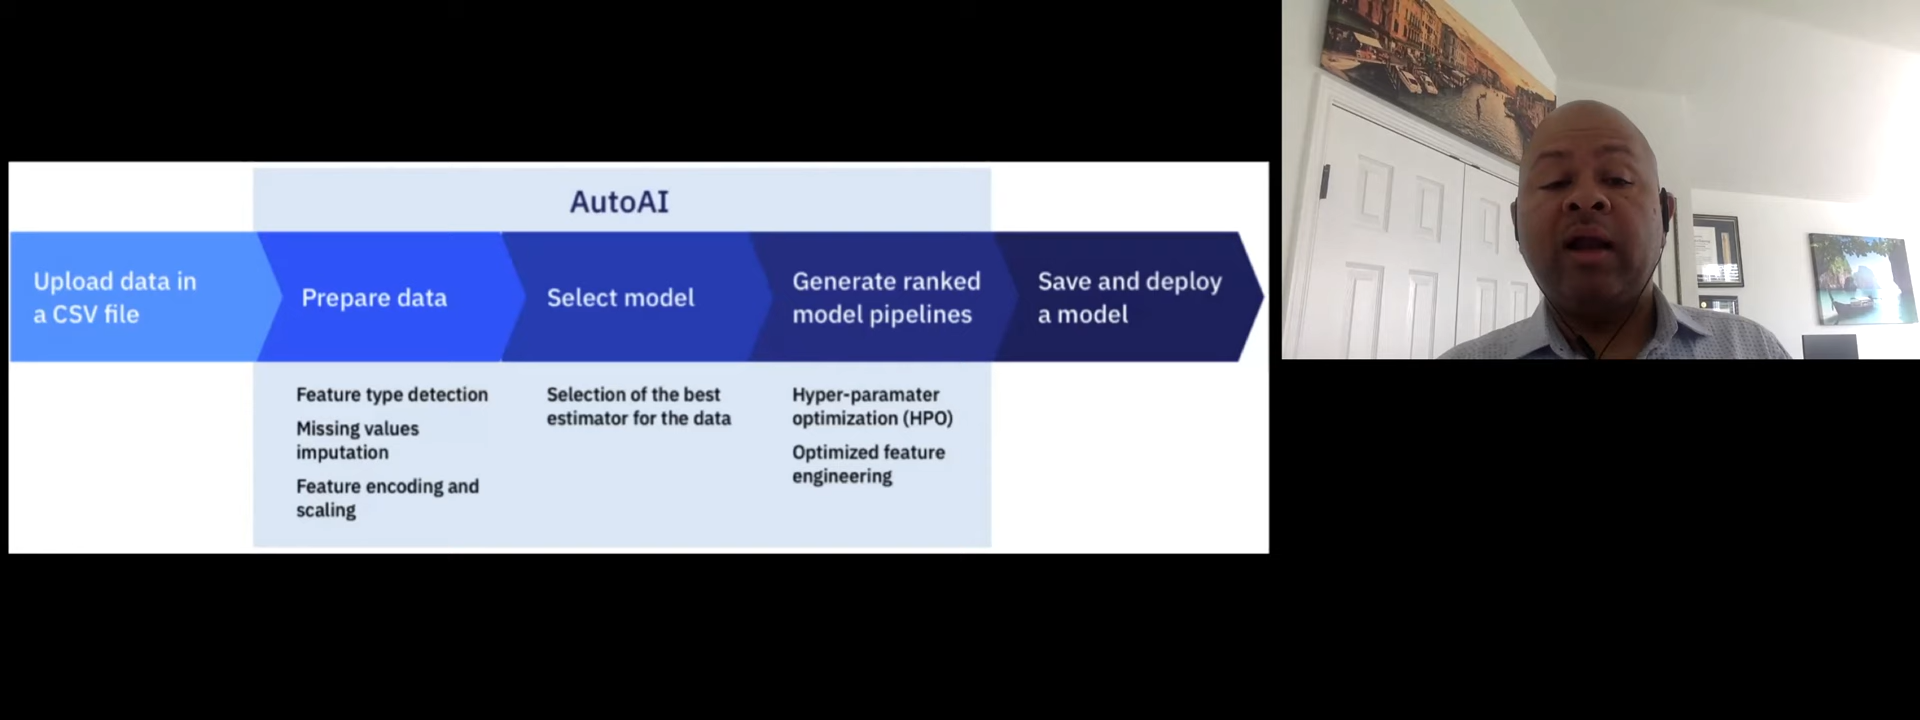 AutoAI
Upload data in
a CSV file
Prepare data
Select model
Generate ranked
model pipelines
Save and deploy
a model
Feature type detection
Missing values
imputation
Feature encoding and
scaling
Selection of the best
estimator for the data
Hyper-paramater
optimization (HPO)
Optimized feature
engineering